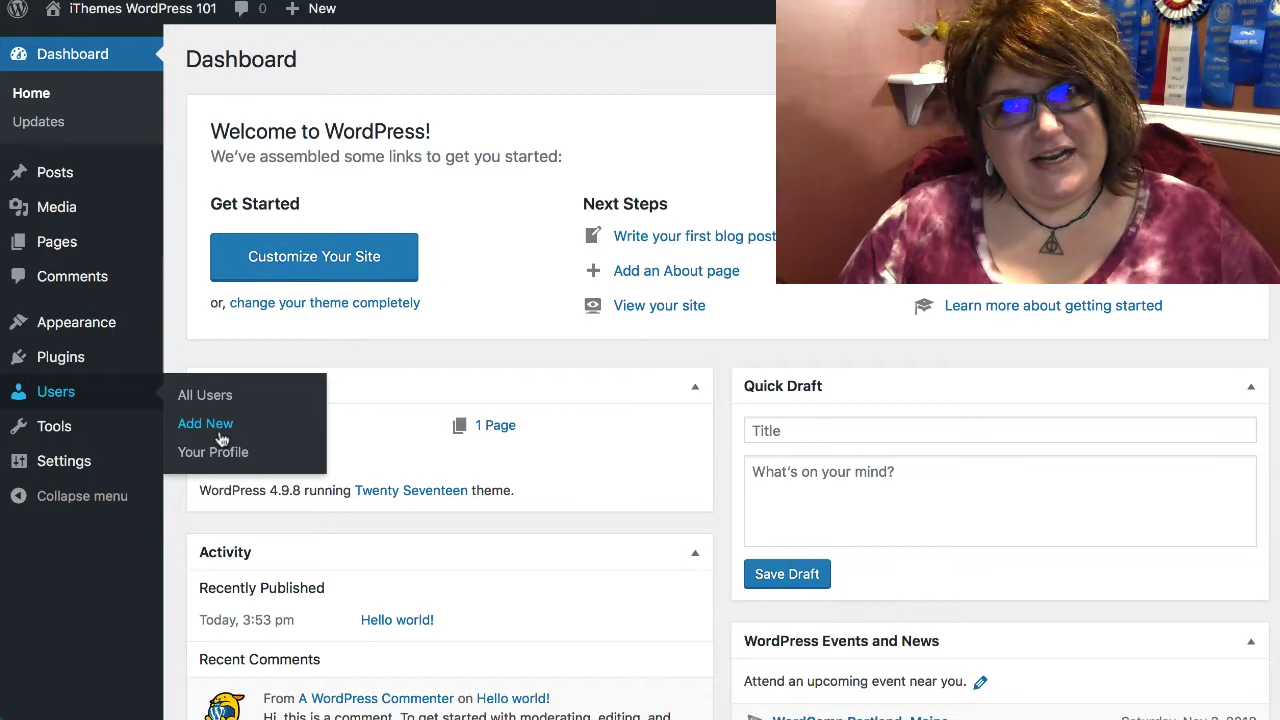 iThemes WordPress 101
0
New
Dashboard
Home
Updates
Posts
Media
Pages
Comments
Appearance
Plugins
Users
Tools
Settings
Collapse menu
All Users
Add New
Your Profile
Dashboard
Welcome to WordPress!
We've assembled some links to get you started:
Get Started
Customize Your Site
or, change your theme completely
Next Steps
Write your first blog post
Add an About page
View your site
Learn more about getting started
1 Page
WordPress 4.9.8 running Twenty Seventeen theme.
Activity
Recently Published
Today, 3:53 pm
Hello world!
Recent Comments
From A WordPress Commenter on Hello world!
Hi, this is a comment. To get started with moderating, editing, and
Quick Draft
Title
What's on your mind?
Save Draft
WordPress Events and News
Attend an upcoming event near you.
WordCamp Portland, Maine